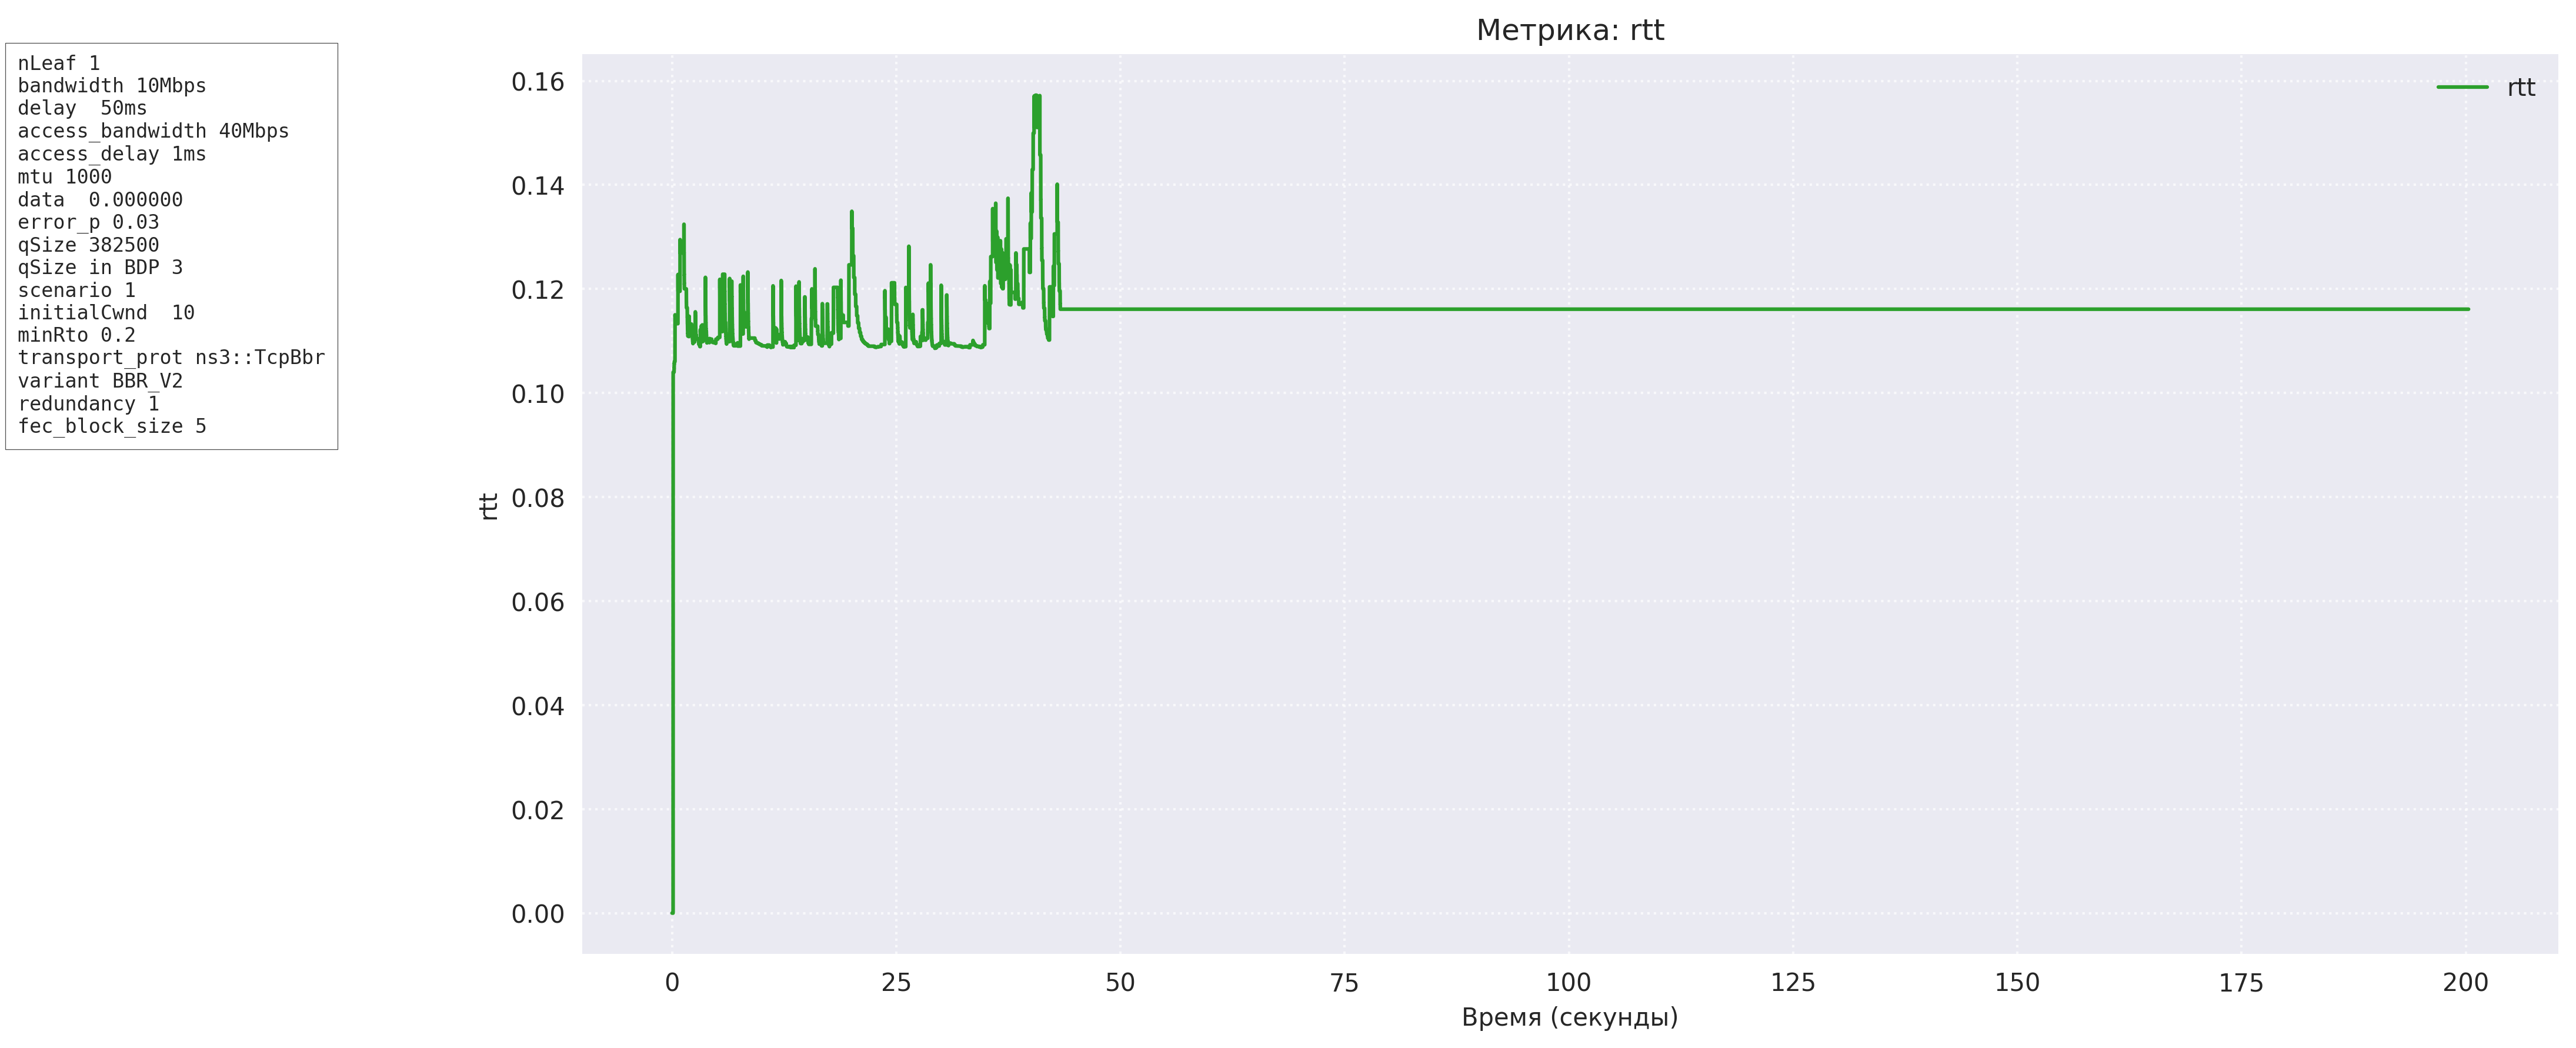 nLeaf 1
bandwidth 10Mbps
delay  50ms
access_bandwidth 40Mbps
access_delay 1ms
mtu 1000
data  0.000000
error_p 0.03
qSize 382500
qSize in BDP 3
scenario 1
initialCwnd  10
minRto 0.2
transport_prot ns3::TcpBbr
variant BBR_V2
redundancy 1
fec_block_size 5
Метрика: rtt
rtt
rtt
0.16
0.14
0.12
0.10
0.08
0.06
0.04
0.02
0.00
0 25 50 75 100 125 150 175 200
Время (секунды)